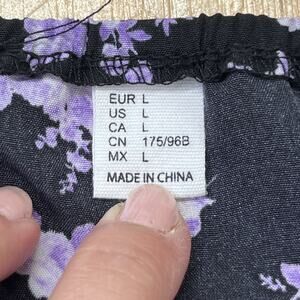 EUR L
US L
CA L
CN 175/96B
MX L
MADE IN CHINA